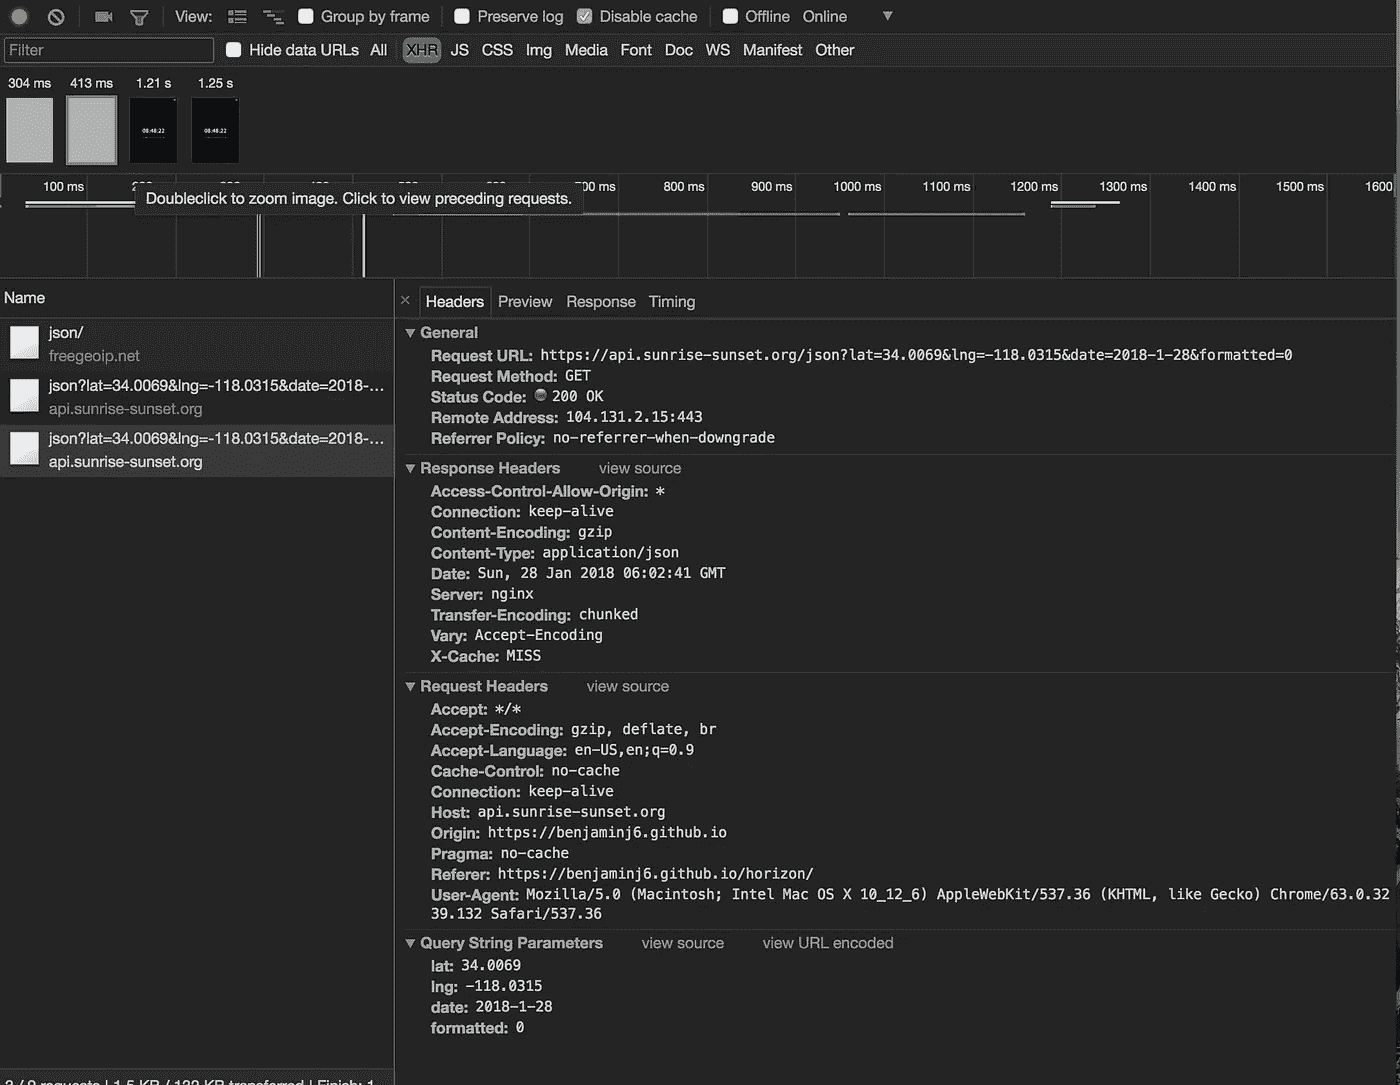 View: Group by frame Preserve log Disable cache Offline Online
Filter Hide data URLs All XHR JS CSS Img Media Font Doc WS Manifest Other
304 ms 413 ms 1.21 s 1.25 s
08:48:22 08:48:22
100 ms 700 ms 800 ms 900 ms 1000 ms 1100 ms 1200 ms 1300 ms 1400 ms 1500 ms 1600
Doubleclick to zoom image. Click to view preceding requests.
Name
json/
freegeoip.net
json?lat=34.0069&lng=-118.0315&date=2018-...
api.sunrise-sunset.org
json?lat=34.0069&lng=-118.0315&date=2018-...
api.sunrise-sunset.org
× Headers Preview Response Timing
General
Request URL: https://api.sunrise-sunset.org/json?lat=34.0069&lng=-118.0315&date=2018-1-28&formatted=0
Request Method: GET
Status Code: 200 OK
Remote Address: 104.131.2.15:443
Referrer Policy: no-referrer-when-downgrade
Response Headers view source
Access-Control-Allow-Origin: *
Connection: keep-alive
Content-Encoding: gzip
Content-Type: application/json
Date: Sun, 28 Jan 2018 06:02:41 GMT
Server: nginx
Transfer-Encoding: chunked
Vary: Accept-Encoding
X-Cache: MISS
Request Headers view source
Accept: */*
Accept-Encoding: gzip, deflate, br
Accept-Language: en-US,en;q=0.9
Cache-Control: no-cache
Connection: keep-alive
Host: api.sunrise-sunset.org
Origin: https://benjaminj6.github.io
Pragma: no-cache
Referer: https://benjaminj6.github.io/horizon/
User-Agent: Mozilla/5.0 (Macintosh; Intel Mac OS X 10_12_6) AppleWebKit/537.36 (KHTML, like Gecko) Chrome/63.0.32
39.132 Safari/537.36
Query String Parameters view source view URL encoded
lat: 34.0069
lng: -118.0315
date: 2018-1-28
formatted: 0
3 / 9 requests | 1.5 KB / 132 KB transferred | Finish: 1